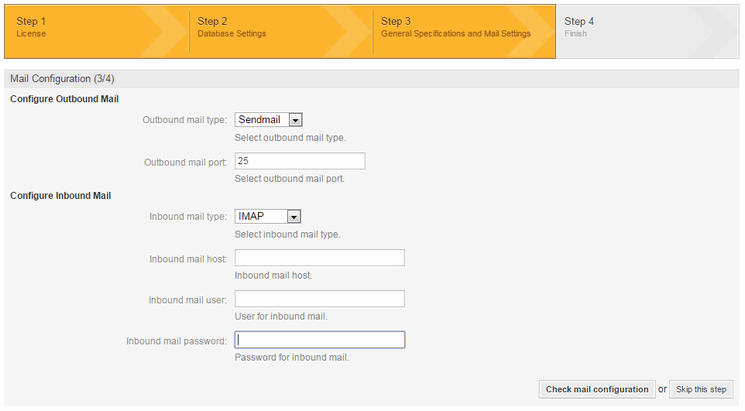 Step 1
License
Step 2
Database Settings
Step 3
General Specifications and Mail Settings
Step 4
Finish
Mail Configuration (3/4)
Configure Outbound Mail
Outbound mail type: Sendmail
Select outbound mail type.
Outbound mail port: 25
Select outbound mail port.
Configure Inbound Mail
Inbound mail type: IMAP
Select inbound mail type.
Inbound mail host:
Inbound mail host.
Inbound mail user:
User for inbound mail.
Inbound mail password:
Password for inbound mail.
Check mail configuration or Skip this step